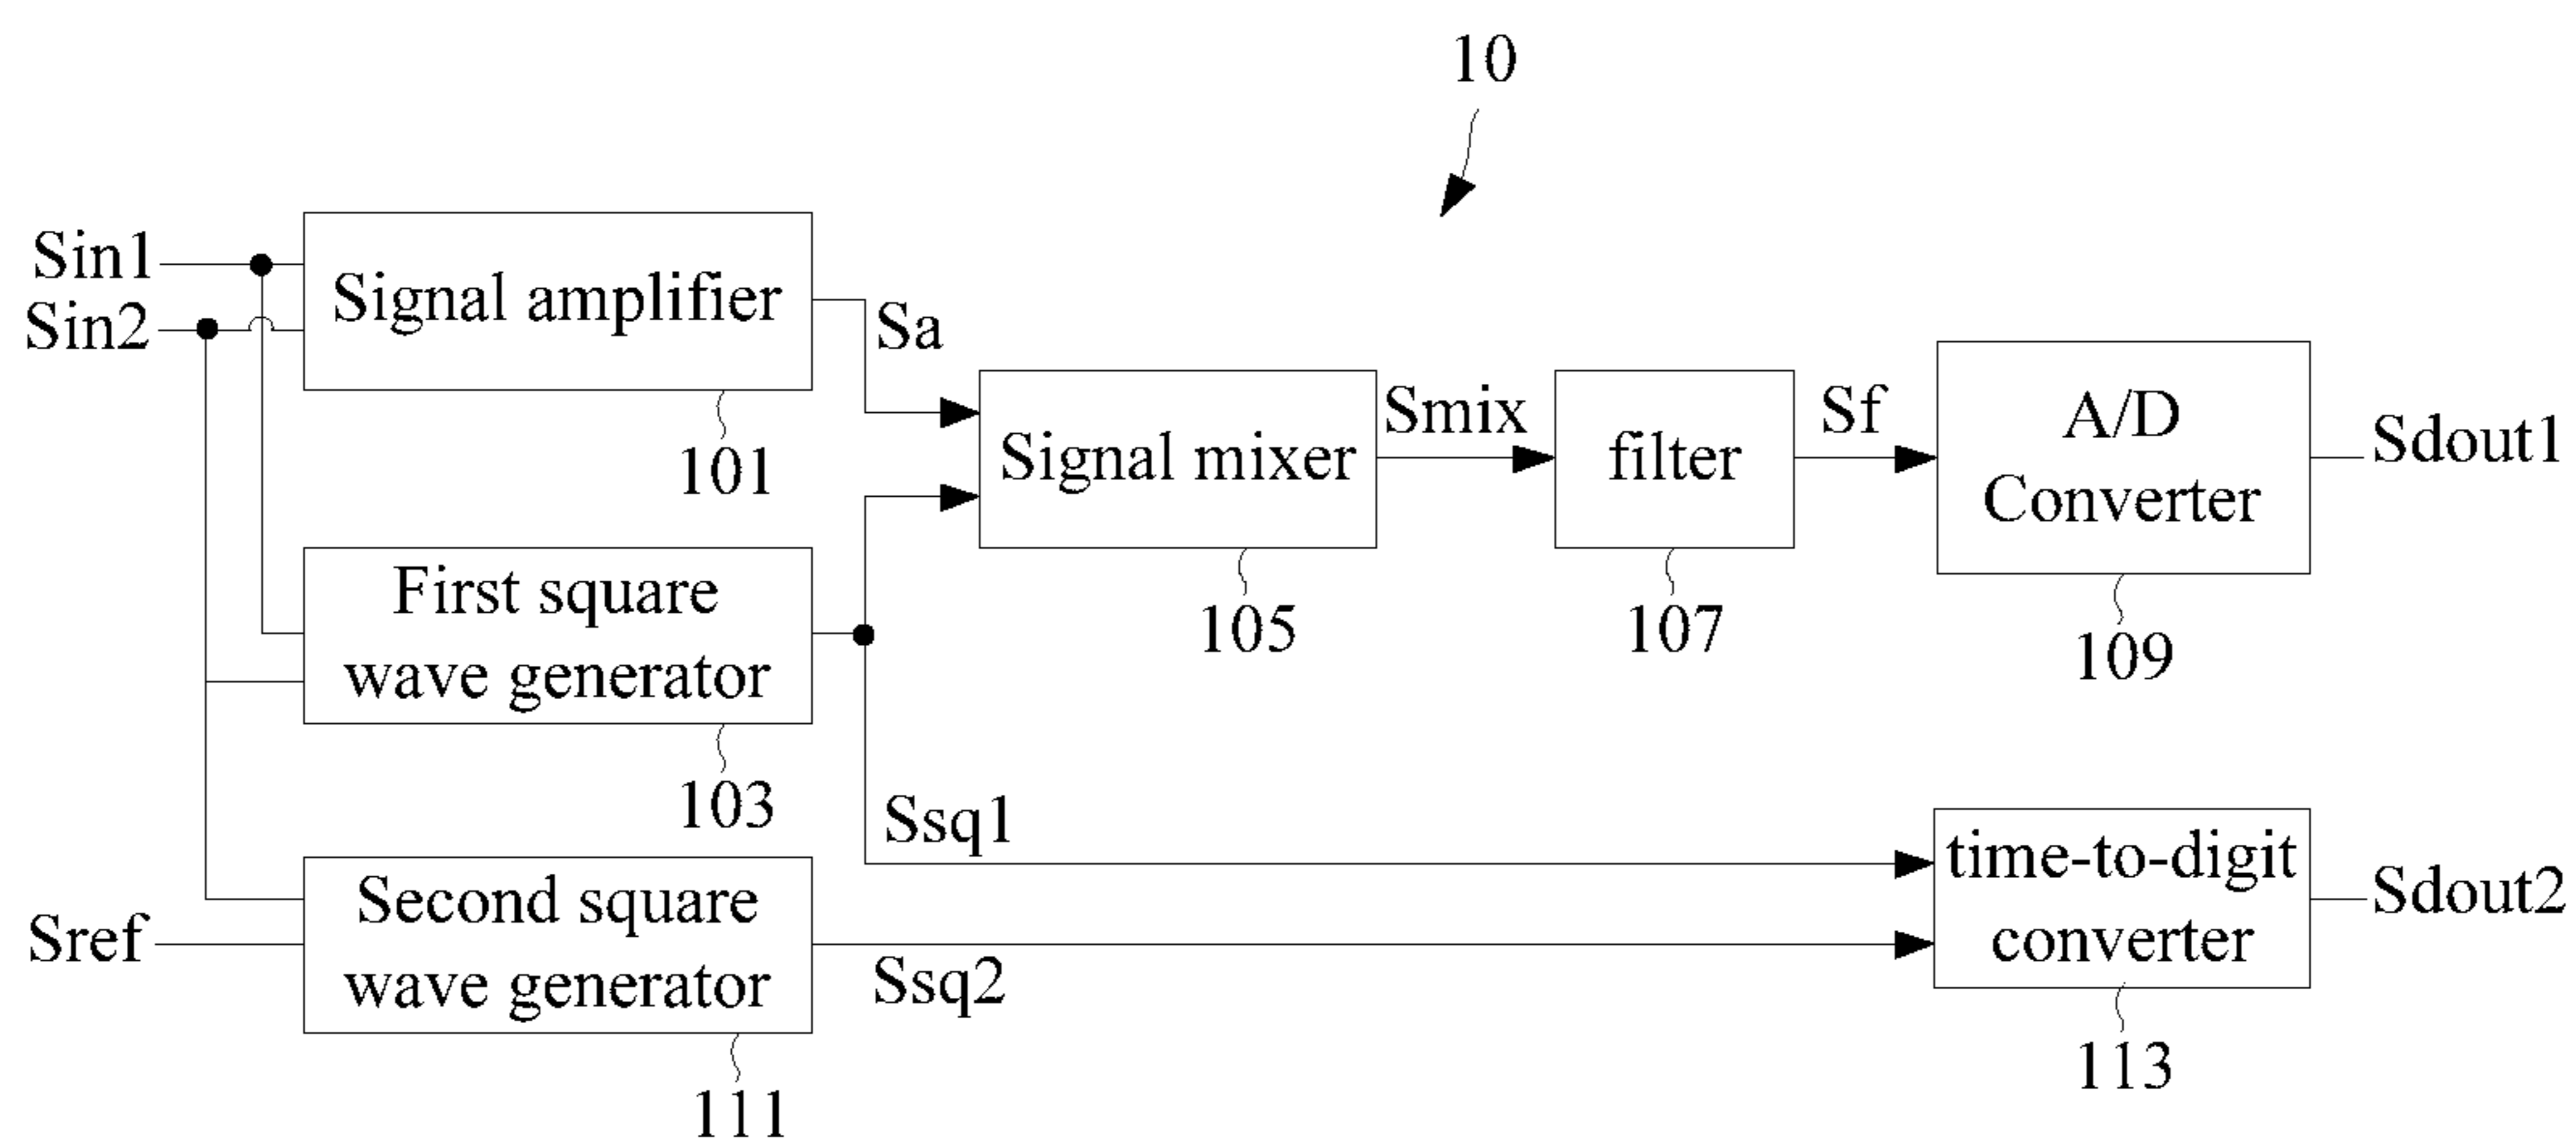 10
Sin1
Sin2
Signal amplifier
101
Sa
Signal mixer
105
Smix
filter
107
Sf
A/D
Converter
109
Sdout1
First square
wave generator
103
Ssq1
Sref
Second square
wave generator
111
Ssq2
time-to-digit
converter
113
Sdout2